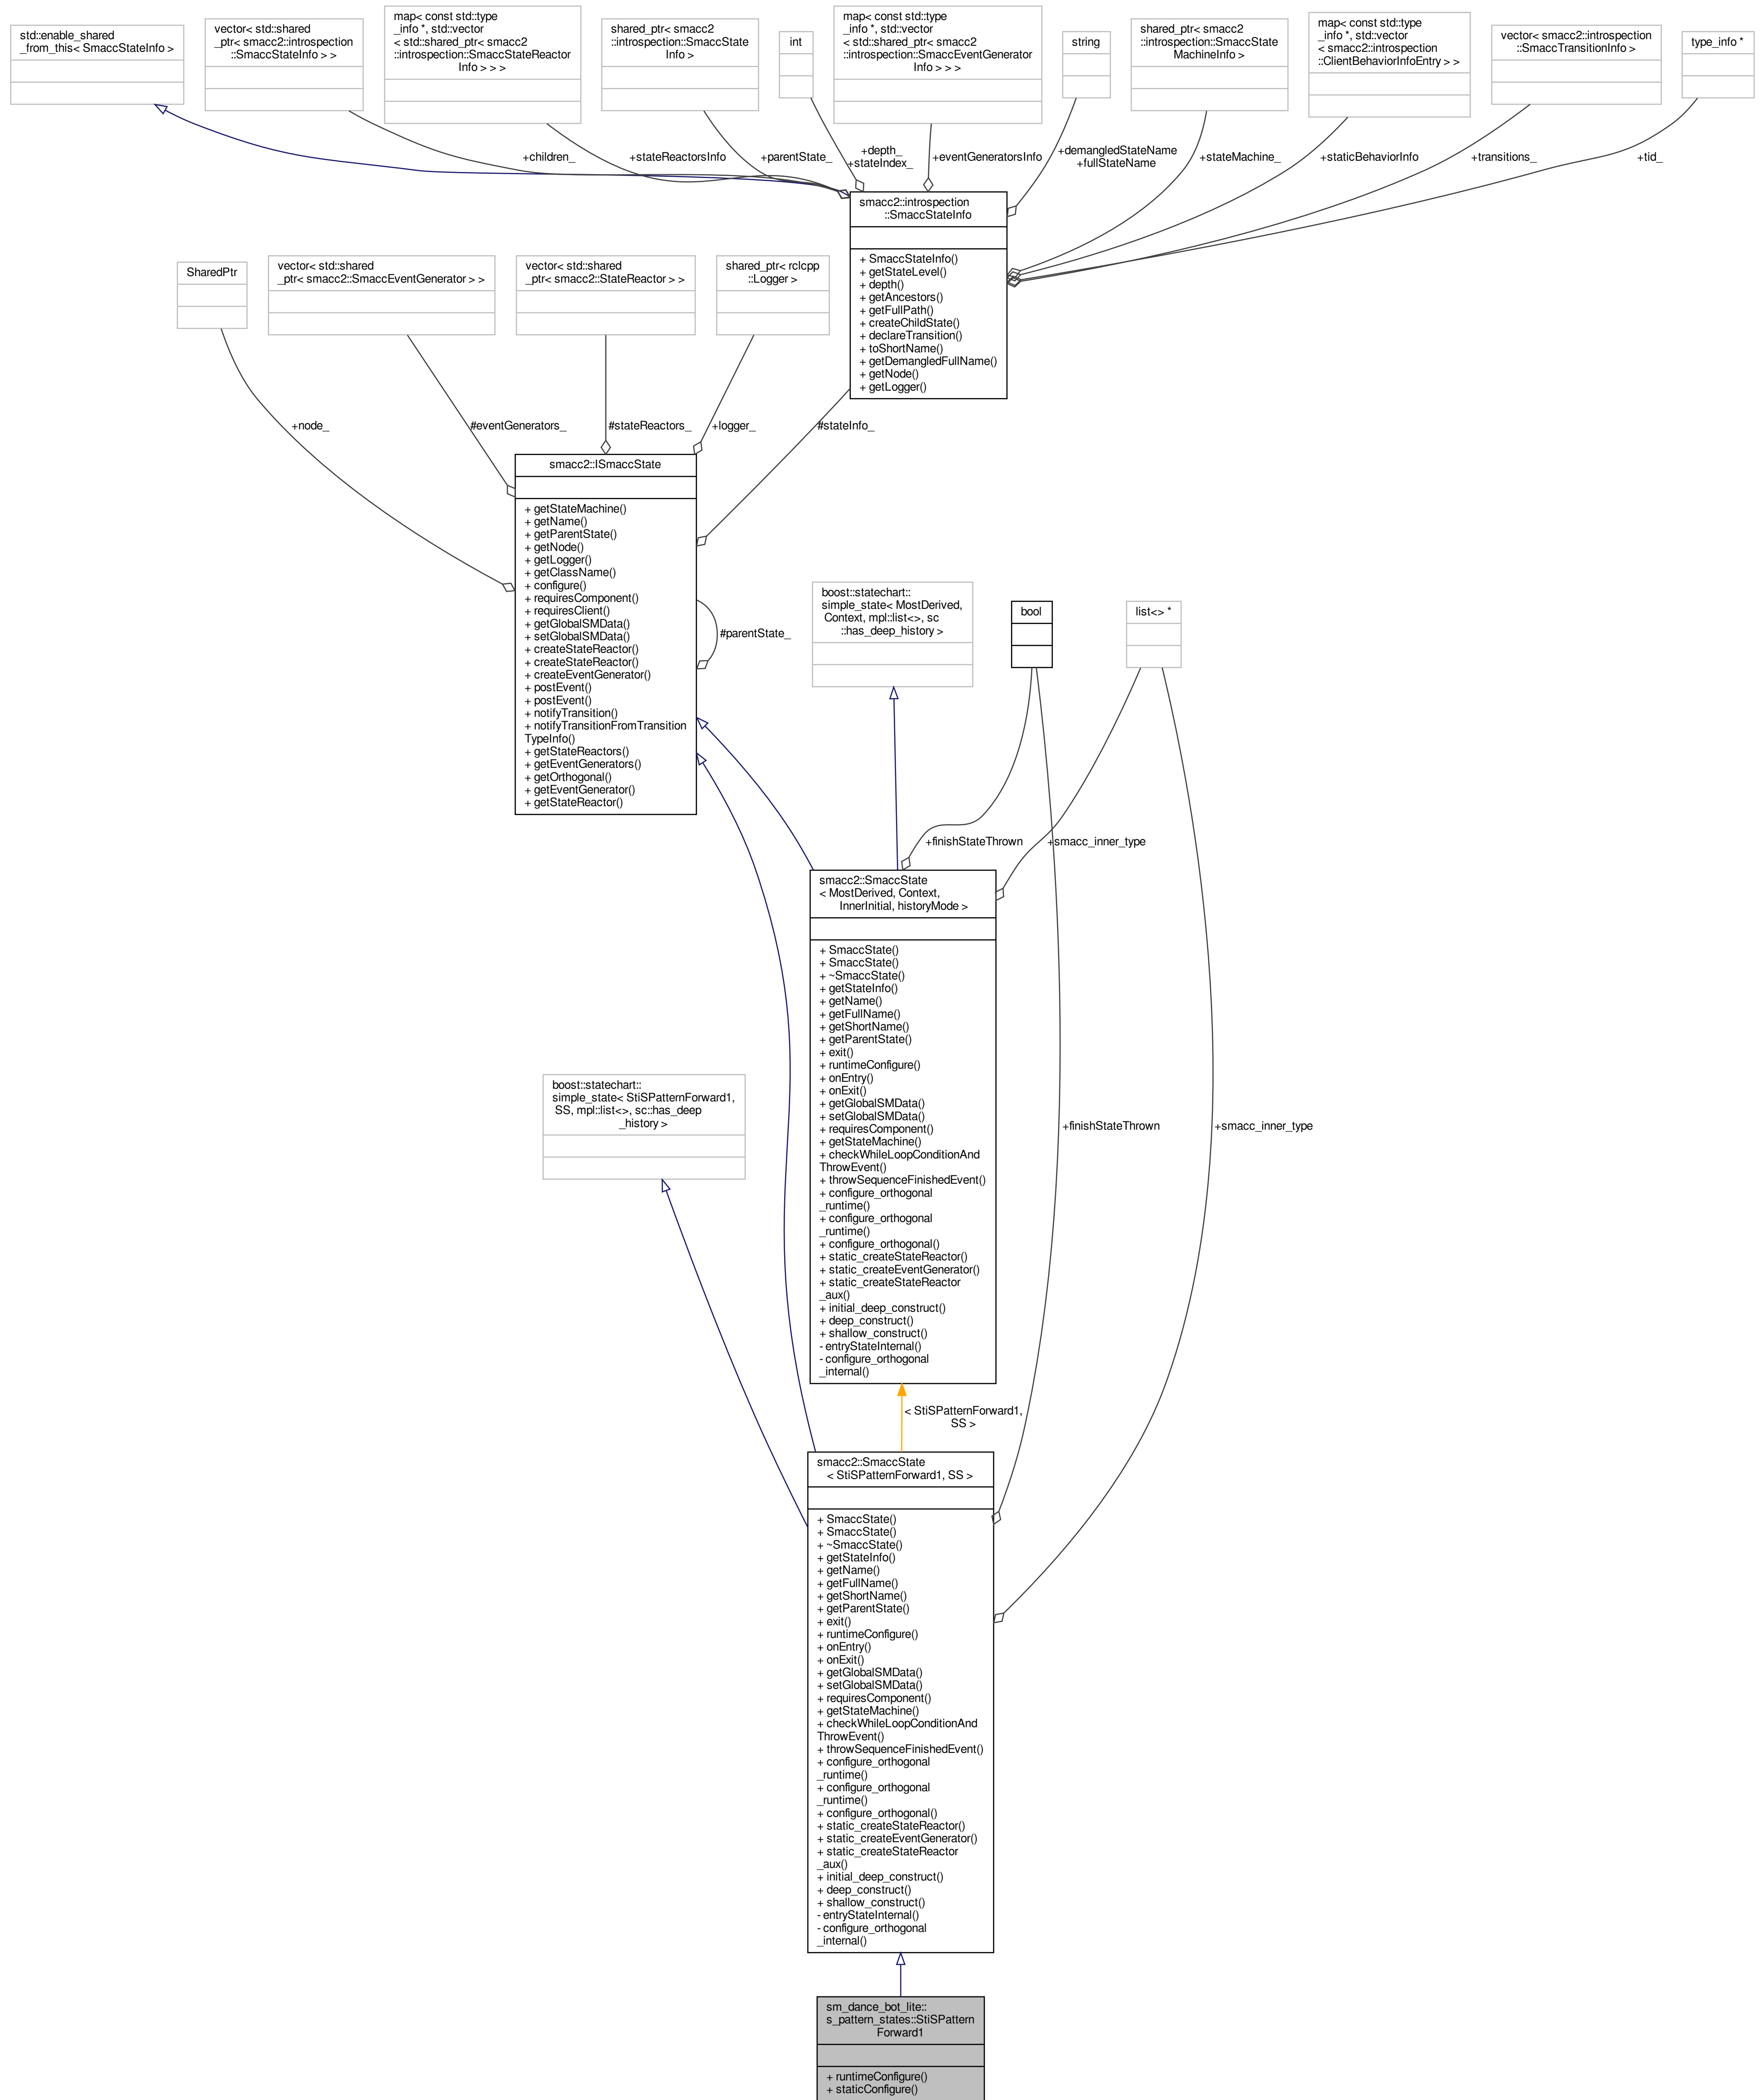 std::enable_shared
_from_this< SmaccStateInfo >
vector< std::shared
_ptr< smacc2::introspection
::SmaccStateInfo > >
map< const std::type
_info *, std::vector
< std::shared_ptr< smacc2
::introspection::SmaccStateReactor
Info > > >
shared_ptr< smacc2
::introspection::SmaccState
Info >
int
map< const std::type
_info *, std::vector
< std::shared_ptr< smacc2
::introspection::SmaccEventGenerator
Info > > >
string
shared_ptr< smacc2
::introspection::SmaccState
MachineInfo >
map< const std::type
_info *, std::vector
< smacc2::introspection
::ClientBehaviorInfoEntry > >
vector< smacc2::introspection
::SmaccTransitionInfo >
type_info *
+children_
+stateReactorsInfo
+parentState_
+depth_
+stateIndex_
+eventGeneratorsInfo
+demangledStateName
+fullStateName
+stateMachine_
+staticBehaviorInfo
+transitions_
+tid_
smacc2::introspection
::SmaccStateInfo
+ SmaccStateInfo()
+ getStateLevel()
+ depth()
+ getAncestors()
+ getFullPath()
+ createChildState()
+ declareTransition()
+ toShortName()
+ getDemangledFullName()
+ getNode()
+ getLogger()
SharedPtr
vector< std::shared
_ptr< smacc2::SmaccEventGenerator > >
vector< std::shared
_ptr< smacc2::StateReactor > >
shared_ptr< rclcpp
::Logger >
+node_
#eventGenerators_
#stateReactors_
+logger_
#stateInfo_
smacc2::ISmaccState
+ getStateMachine()
+ getName()
+ getParentState()
+ getNode()
+ getLogger()
+ getClassName()
+ configure()
+ requiresComponent()
+ requiresClient()
+ getGlobalSMData()
+ setGlobalSMData()
+ createStateReactor()
+ createStateReactor()
+ createEventGenerator()
+ postEvent()
+ postEvent()
+ notifyTransition()
+ notifyTransitionFromTransition
TypeInfo()
+ getStateReactors()
+ getEventGenerators()
+ getOrthogonal()
+ getEventGenerator()
+ getStateReactor()
#parentState_
boost::statechart::
simple_state< MostDerived,
Context, mpl::list<>, sc
::has_deep_history >
bool
list<> *
+finishStateThrown
+smacc_inner_type
smacc2::SmaccState
< MostDerived, Context,
InnerInitial, historyMode >
+ SmaccState()
+ SmaccState()
+ ~SmaccState()
+ getStateInfo()
+ getName()
+ getFullName()
+ getShortName()
+ getParentState()
+ exit()
+ runtimeConfigure()
+ onEntry()
+ onExit()
+ getGlobalSMData()
+ setGlobalSMData()
+ requiresComponent()
+ getStateMachine()
+ checkWhileLoopConditionAnd
ThrowEvent()
+ throwSequenceFinishedEvent()
+ configure_orthogonal
_runtime()
+ configure_orthogonal
_runtime()
+ configure_orthogonal()
+ static_createStateReactor()
+ static_createEventGenerator()
+ static_createStateReactor
_aux()
+ initial_deep_construct()
+ deep_construct()
+ shallow_construct()
- entryStateInternal()
- configure_orthogonal
_internal()
boost::statechart::
simple_state< StiSPatternForward1,
SS, mpl::list<>, sc::has_deep
_history >
+finishStateThrown
+smacc_inner_type
< StiSPatternForward1,
SS >
smacc2::SmaccState
< StiSPatternForward1, SS >
+ SmaccState()
+ SmaccState()
+ ~SmaccState()
+ getStateInfo()
+ getName()
+ getFullName()
+ getShortName()
+ getParentState()
+ exit()
+ runtimeConfigure()
+ onEntry()
+ onExit()
+ getGlobalSMData()
+ setGlobalSMData()
+ requiresComponent()
+ getStateMachine()
+ checkWhileLoopConditionAnd
ThrowEvent()
+ throwSequenceFinishedEvent()
+ configure_orthogonal
_runtime()
+ configure_orthogonal
_runtime()
+ configure_orthogonal()
+ static_createStateReactor()
+ static_createEventGenerator()
+ static_createStateReactor
_aux()
+ initial_deep_construct()
+ deep_construct()
+ shallow_construct()
- entryStateInternal()
- configure_orthogonal
_internal()
sm_dance_bot_lite::
s_pattern_states::StiSPattern
Forward1
+ runtimeConfigure()
+ staticConfigure()